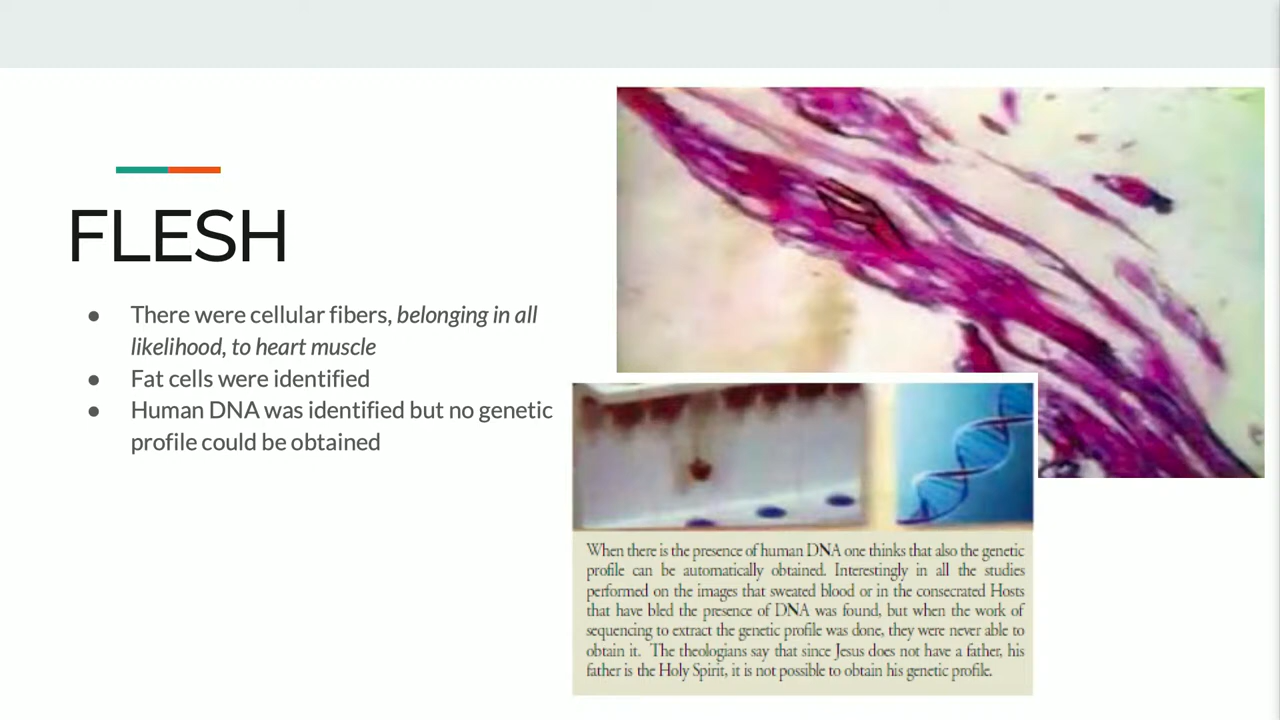 FLESH
● There were cellular fibers, belonging in all
likelihood, to heart muscle
● Fat cells were identified
● Human DNA was identified but no genetic
profile could be obtained
When there is the presence of human DNA one thinks that also the genetic
profile can be automatically obtained. Interestingly in all the studies
performed on the images that sweated blood or in the consecrated Hosts
that have bled the presence of DNA was found, but when the work of
sequencing to extract the genetic profile was done, they were never able to
obtain it. The theologians say that since Jesus does not have a father, his
father is the Holy Spirit, it is not possible to obtain his genetic profile.